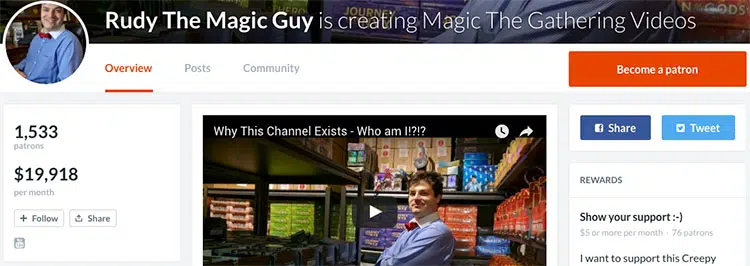 Rudy The Magic Guy is creating Magic The Gathering Videos
Overview
Posts
Community
Become a patron
1,533
patrons
$19,918
per month
Follow
Share
Why This Channel Exists - Who am I!?!?
Share
Tweet
REWARDS
Show your support :-)
$5 or more per month · 76 patrons
I want to support this Creepy
JOURNEY